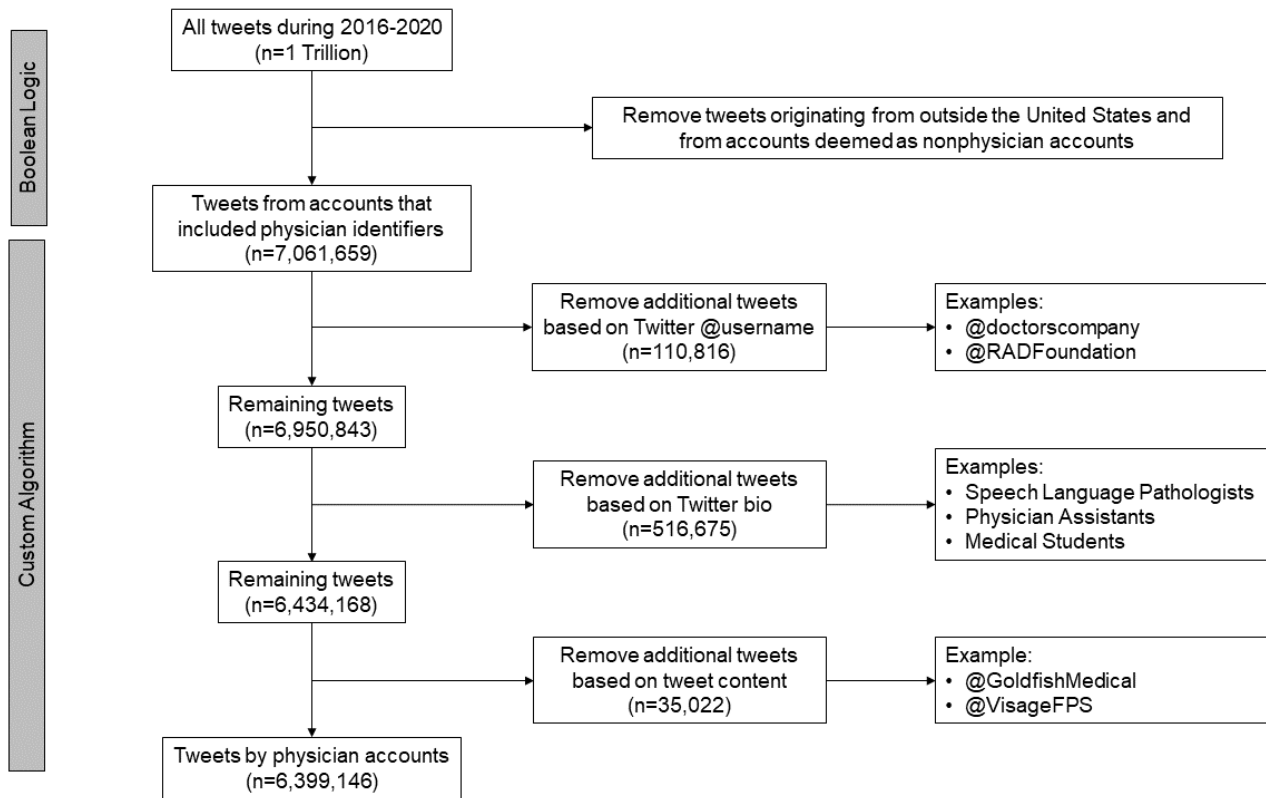 All tweets during 2016-2020
(n=1 Trillion)
Boolean Logic
Remove tweets originating from outside the United States and
from accounts deemed as nonphysician accounts
Tweets from accounts that
included physician identifiers
(n=7,061,659)
Custom Algorithm
Remove additional tweets
based on Twitter @username
(n=110,816)
Examples:
• @doctorscompany
• @RADFoundation
Remaining tweets
(n=6,950,843)
Remove additional tweets
based on Twitter bio
(n=516,675)
Examples:
• Speech Language Pathologists
• Physician Assistants
• Medical Students
Remaining tweets
(n=6,434,168)
Remove additional tweets
based on tweet content
(n=35,022)
Example:
• @GoldfishMedical
• @VisageFPS
Tweets by physician accounts
(n=6,399,146)